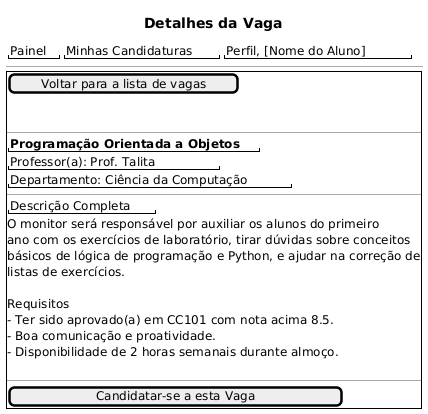 Detalhes da Vaga
Painel Minhas Candidaturas Perfil, [Nome do Aluno]
Voltar para a lista de vagas
Programação Orientada a Objetos
Professor(a): Prof. Talita
Departamento: Ciência da Computação
Descrição Completa
O monitor será responsável por auxiliar os alunos do primeiro
ano com os exercícios de laboratório, tirar dúvidas sobre conceitos
básicos de lógica de programação e Python, e ajudar na correção de
listas de exercícios.
Requisitos
- Ter sido aprovado(a) em CC101 com nota acima 8.5.
- Boa comunicação e proatividade.
- Disponibilidade de 2 horas semanais durante almoço.
Candidatar-se a esta Vaga